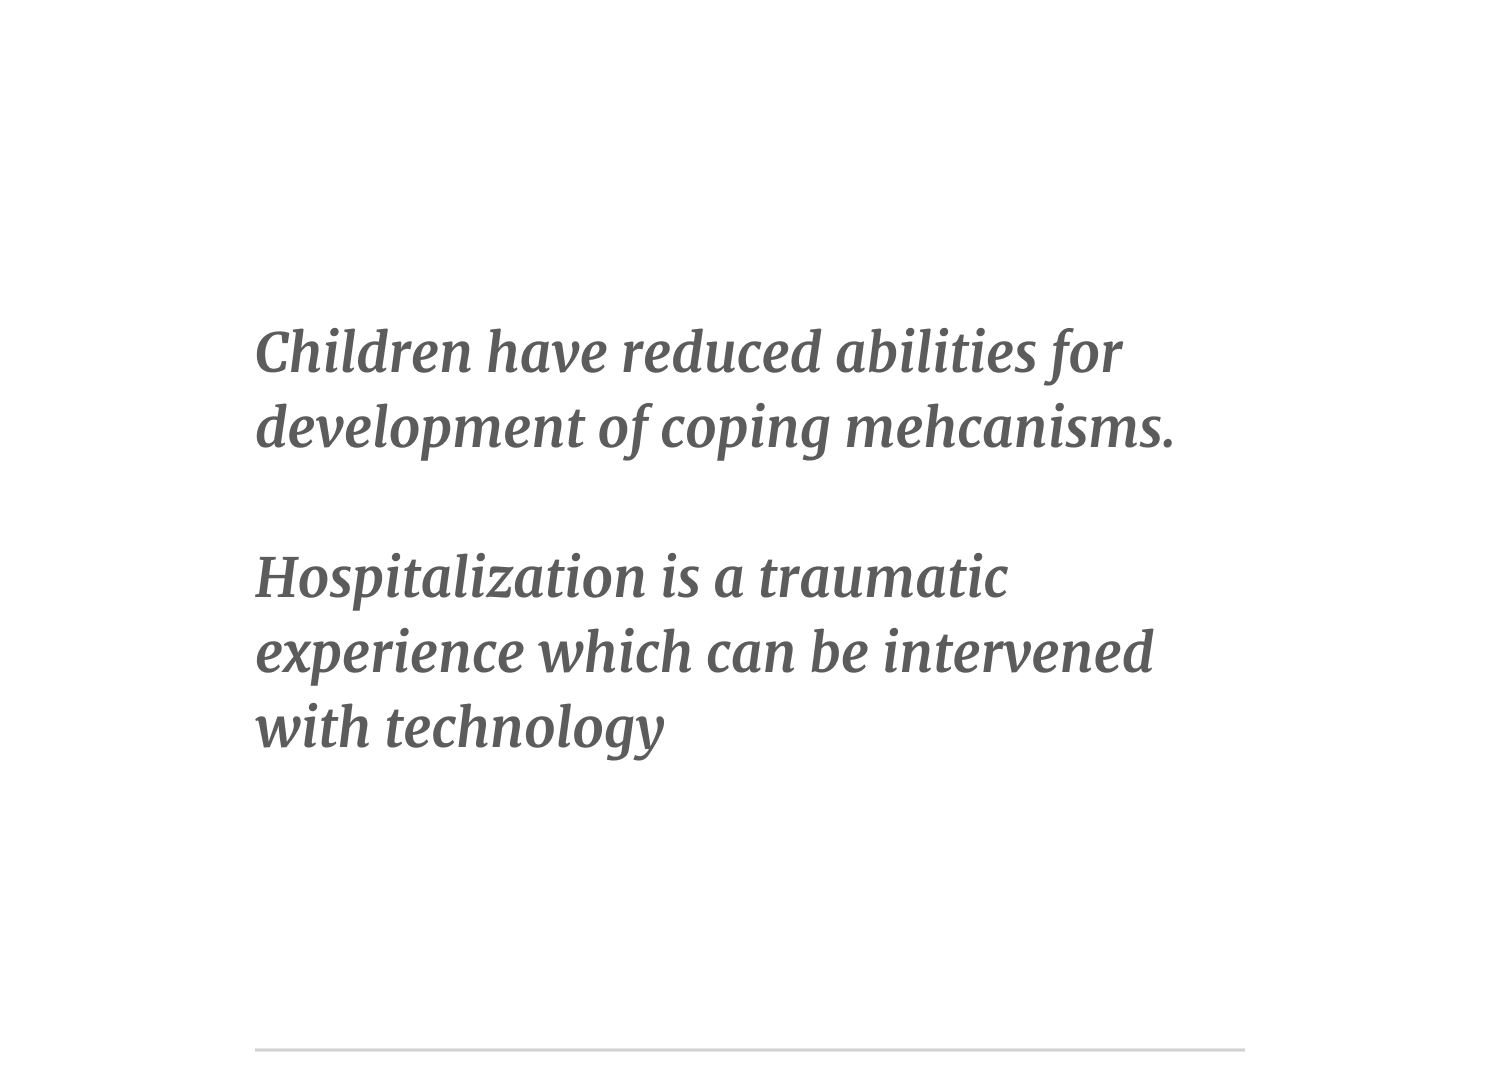 Children have reduced abilities for
development of coping mehcanisms.
Hospitalization is a traumatic
experience which can be intervened
with technology